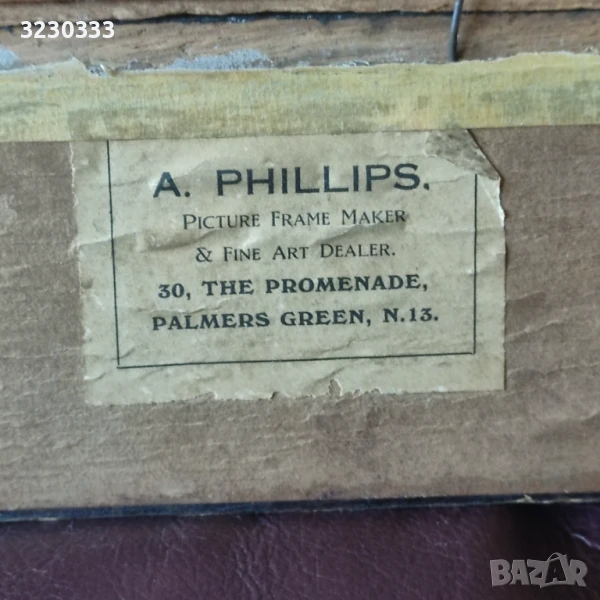 3230333
A. PHILLIPS.
PICTURE FRAME MAKER
& FINE ART DEALER.
30, THE PROMENADE,
PALMERS GREEN, N.13.
BAZAR